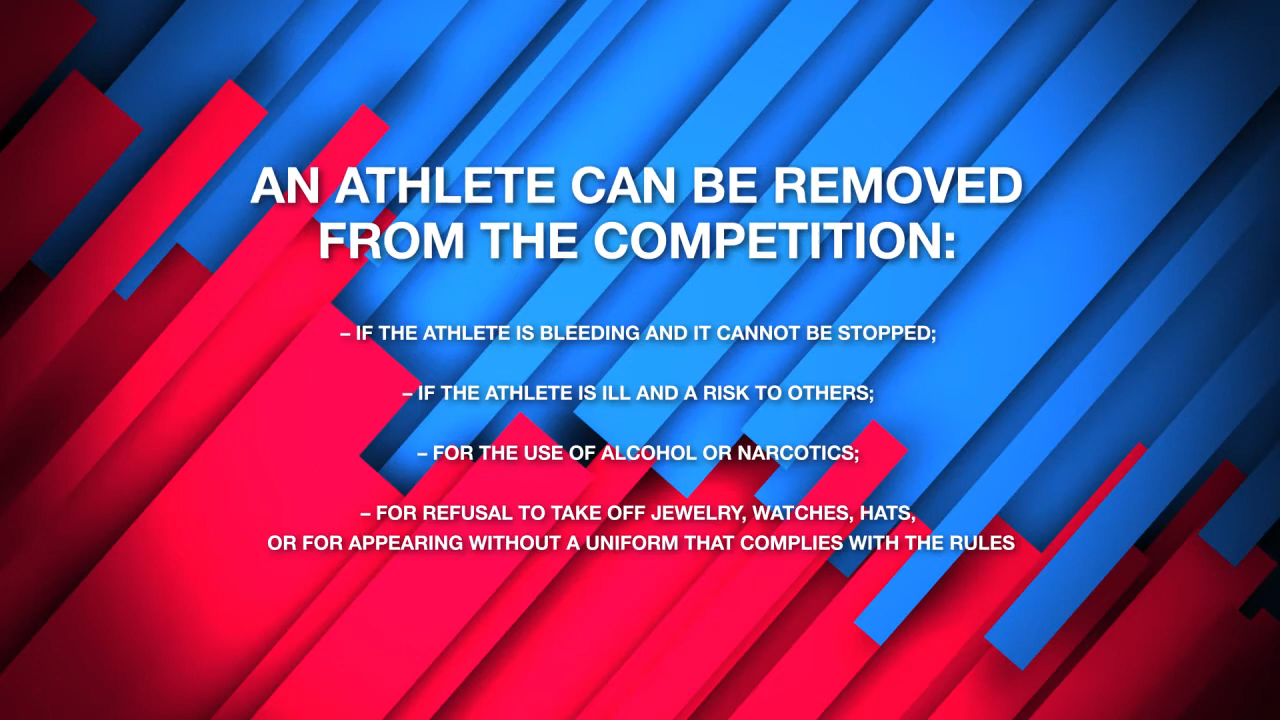 AN ATHLETE CAN BE REMOVED
FROM THE COMPETITION:
– IF THE ATHLETE IS BLEEDING AND IT CANNOT BE STOPPED;
– IF THE ATHLETE IS ILL AND A RISK TO OTHERS;
– FOR THE USE OF ALCOHOL OR NARCOTICS;
– FOR REFUSAL TO TAKE OFF JEWELRY, WATCHES, HATS,
OR FOR APPEARING WITHOUT A UNIFORM THAT COMPLIES WITH THE RULES